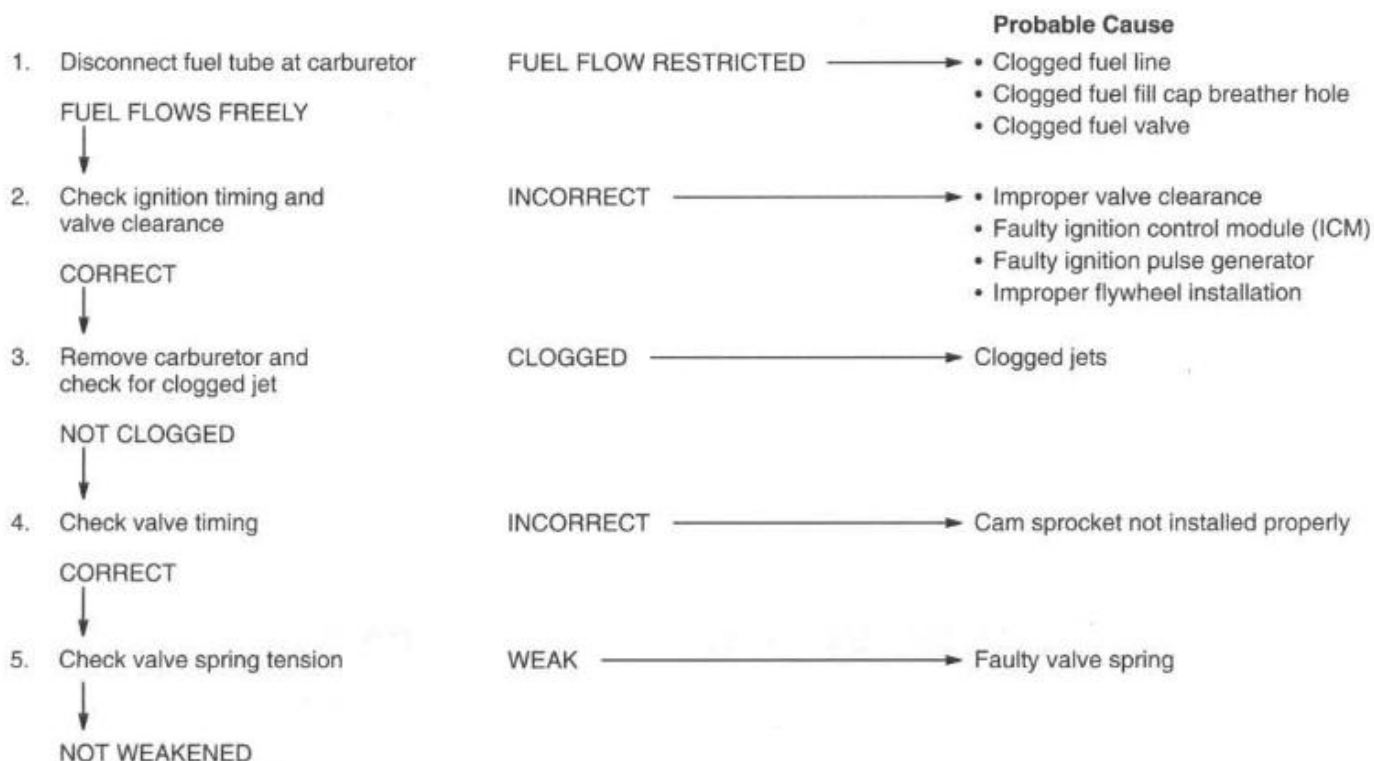 Probable Cause
1. Disconnect fuel tube at carburetor FUEL FLOW RESTRICTED • Clogged fuel line
• Clogged fuel fill cap breather hole
FUEL FLOWS FREELY
• Clogged fuel valve
2. Check ignition timing and INCORRECT • Improper valve clearance
valve clearance
• Faulty ignition control module (ICM)
• Faulty ignition pulse generator
CORRECT
• Improper flywheel installation
3. Remove carburetor and CLOGGED Clogged jets
check for clogged jet
NOT CLOGGED
4. Check valve timing INCORRECT Cam sprocket not installed properly
CORRECT
5. Check valve spring tension WEAK Faulty valve spring
NOT WEAKENED